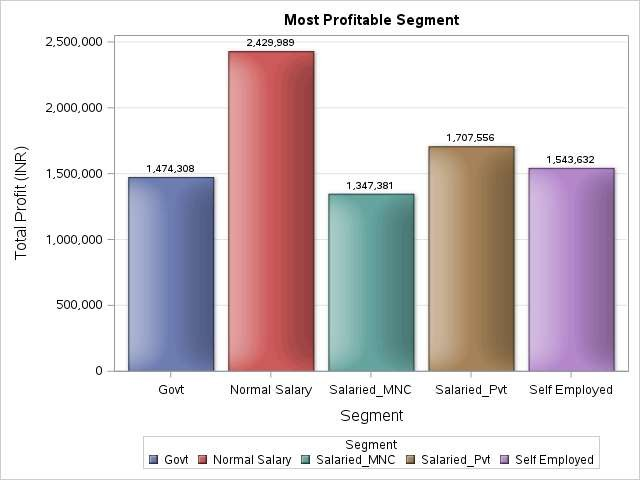 Most Profitable Segment
Total Profit (INR)
2,500,000
2,000,000
1,500,000
1,000,000
500,000
0
1,474,308
2,429,989
1,347,381
1,707,556
1,543,632
Govt Normal Salary Salaried_MNC Salaried_Pvt Self Employed
Segment
Segment
Govt Normal Salary Salaried_MNC Salaried_Pvt Self Employed